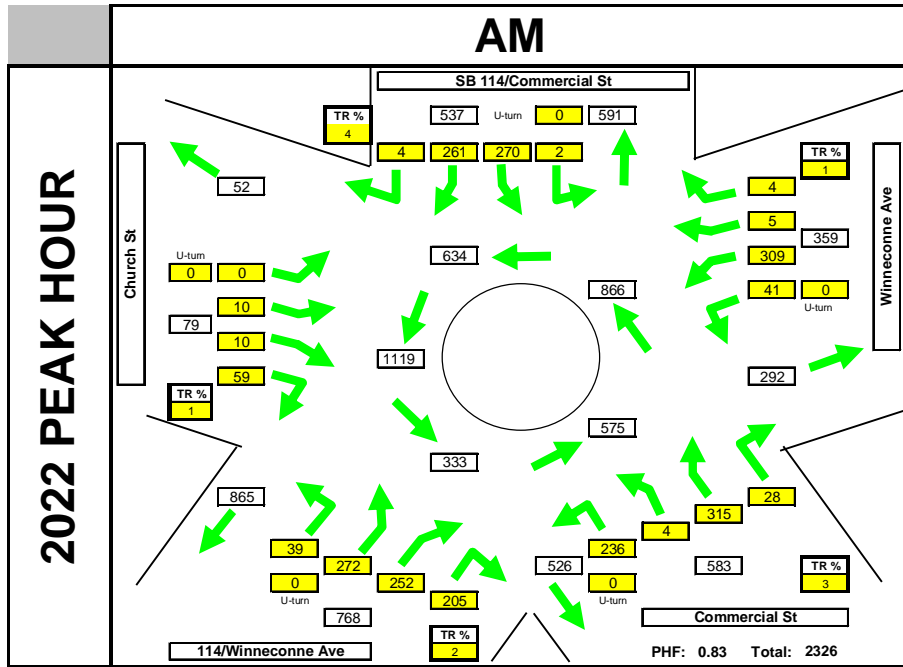 AM
2022 PEAK HOUR
SB 114/Commercial St
TR %
4
537
U-turn
0
591
4
261
270
2
TR %
1
4
5
359
309
41
0
U-turn
Winneconne Ave
52
Church St
U-turn
0
0
10
79
10
59
TR %
1
634
866
1119
292
575
333
865
39
272
0
252
U-turn
205
768
114/Winneconne Ave
TR %
2
28
315
4
236
526
0
U-turn
583
TR %
3
Commercial St
PHF: 0.83 Total: 2326